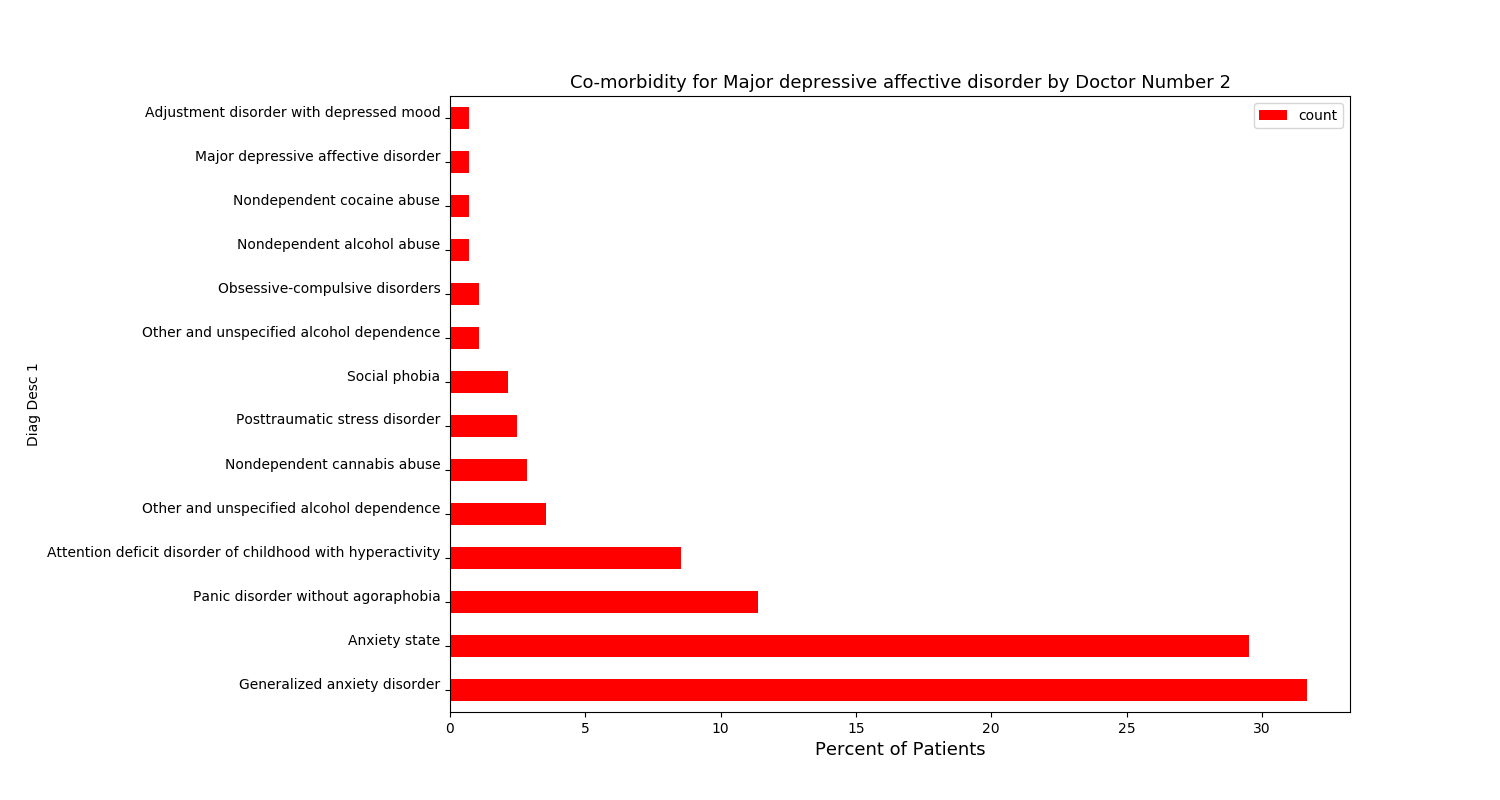 Co-morbidity for Major depressive affective disorder by Doctor Number 2
count
Adjustment disorder with depressed mood
Major depressive affective disorder
Nondependent cocaine abuse
Nondependent alcohol abuse
Obsessive-compulsive disorders
Other and unspecified alcohol dependence
Social phobia
Posttraumatic stress disorder
Nondependent cannabis abuse
Other and unspecified alcohol dependence
Attention deficit disorder of childhood with hyperactivity
Panic disorder without agoraphobia
Anxiety state
Generalized anxiety disorder
Diag Desc 1
0 5 10 15 20 25 30
Percent of Patients